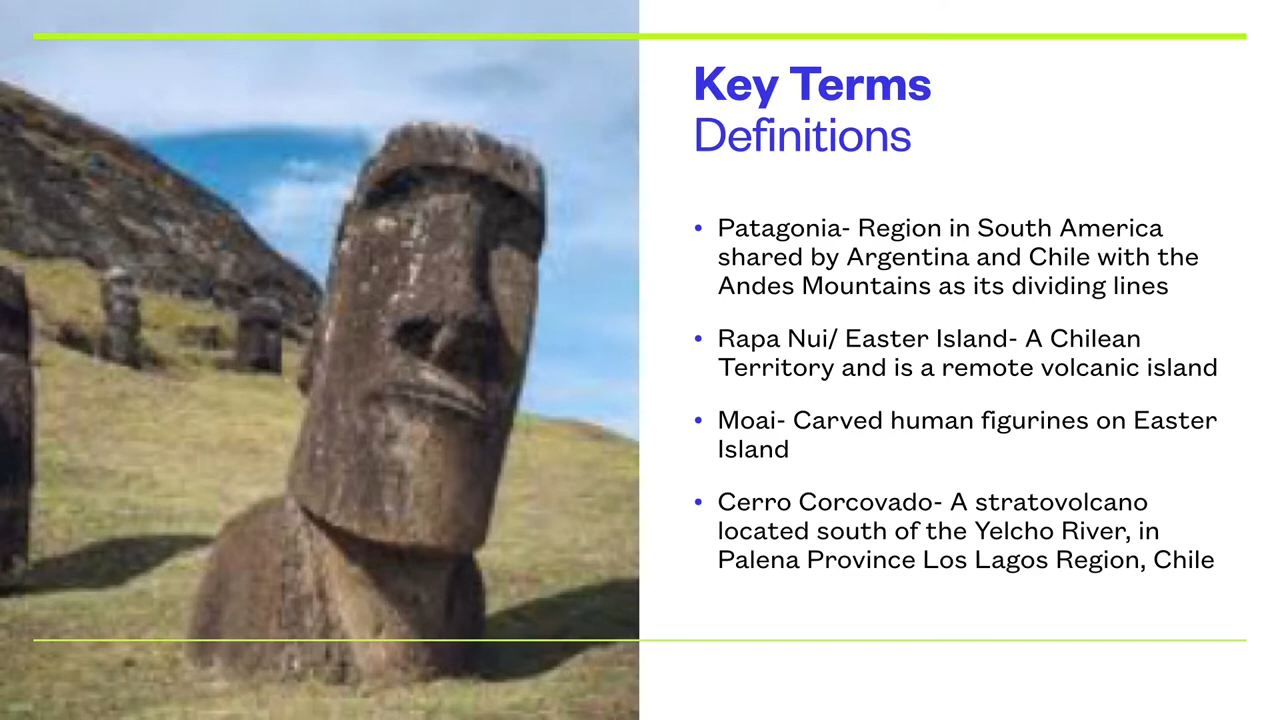 Key Terms
Definitions
• Patagonia- Region in South America
shared by Argentina and Chile with the
Andes Mountains as its dividing lines
• Rapa Nui/ Easter Island- A Chilean
Territory and is a remote volcanic island
• Moai- Carved human figurines on Easter
Island
• Cerro Corcovado- A stratovolcano
located south of the Yelcho River, in
Palena Province Los Lagos Region, Chile